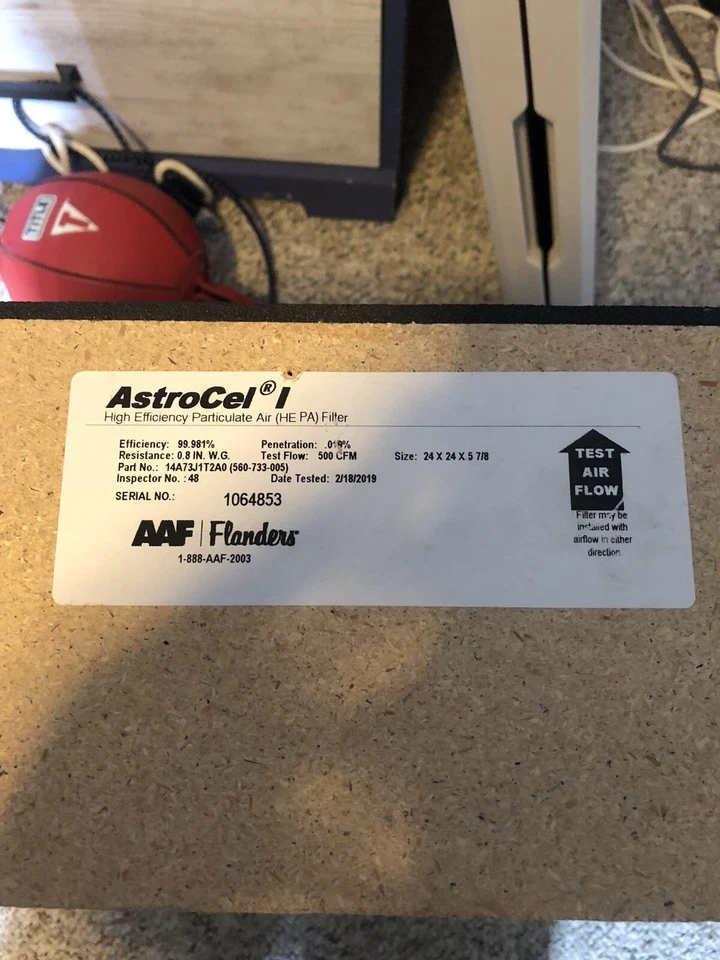 TITLE
AstroCel® I
High Efficiency Particulate Air (HEPA) Filter
Efficiency: 99.981% Penetration: .019%
Resistance: 0.8 IN. W.G. Test Flow: 500 CFM Size: 24 X 24 X 5 7/8
Part No.: 14A73J1T2A0 (560-733-005)
Inspector No. : 48 Date Tested: 2/18/2019
SERIAL NO.: 1064853
AAF | Flanders
1-888-AAF-2003
TEST
AIR
FLOW
Filter may be
installed with
airflow in either
direction